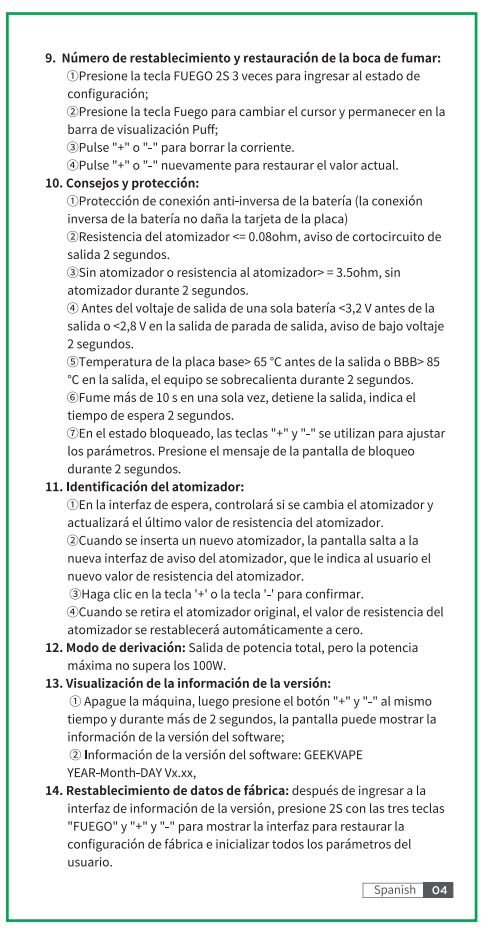 9. Número de restablecimiento y restauración de la boca de fumar:
①Presione la tecla FUEGO 2S 3 veces para ingresar al estado de
configuración;
②Presione la tecla Fuego para cambiar el cursor y permanecer en la
barra de visualización Puff;
③Pulse "+" o "-" para borrar la corriente.
④Pulse "+" o "-" nuevamente para restaurar el valor actual.
10. Consejos y protección:
①Protección de conexión anti-inversa de la batería (la conexión
inversa de la batería no daña la tarjeta de la placa)
②Resistencia del atomizador <= 0.08ohm, aviso de cortocircuito de
salida 2 segundos.
③Sin atomizador o resistencia al atomizador> = 3.5ohm, sin
atomizador durante 2 segundos.
④ Antes del voltaje de salida de una sola batería <3,2 V antes de la
salida o <2,8 V en la salida de parada de salida, aviso de bajo voltaje
2 segundos.
⑤Temperatura de la placa base> 65 °C antes de la salida o BBB> 85
°C en la salida, el equipo se sobrecalienta durante 2 segundos.
⑥Fume más de 10 s en una sola vez, detiene la salida, indica el
tiempo de espera 2 segundos.
⑦En el estado bloqueado, las teclas "+" y "-" se utilizan para ajustar
los parámetros. Presione el mensaje de la pantalla de bloqueo
durante 2 segundos.
11. Identificación del atomizador:
①En la interfaz de espera, controlará si se cambia el atomizador y
actualizará el último valor de resistencia del atomizador.
②Cuando se inserta un nuevo atomizador, la pantalla salta a la
nueva interfaz de aviso del atomizador, que le indica al usuario el
nuevo valor de resistencia del atomizador.
③Haga clic en la tecla '+' o la tecla '-' para confirmar.
④Cuando se retira el atomizador original, el valor de resistencia del
atomizador se restablecerá automáticamente a cero.
12. Modo de derivación: Salida de potencia total, pero la potencia
máxima no supera los 100W.
13. Visualización de la información de la versión:
① Apague la máquina, luego presione el botón "+" y "-" al mismo
tiempo y durante más de 2 segundos, la pantalla puede mostrar la
información de la versión del software;
② Información de la versión del software: GEEKVAPE
YEAR-Month-DAY Vx.xx,
14. Restablecimiento de datos de fábrica: después de ingresar a la
interfaz de información de la versión, presione 2S con las tres teclas
"FUEGO" y "+" y "-" para mostrar la interfaz para restaurar la
configuración de fábrica e inicializar todos los parámetros del
usuario.
Spanish 04